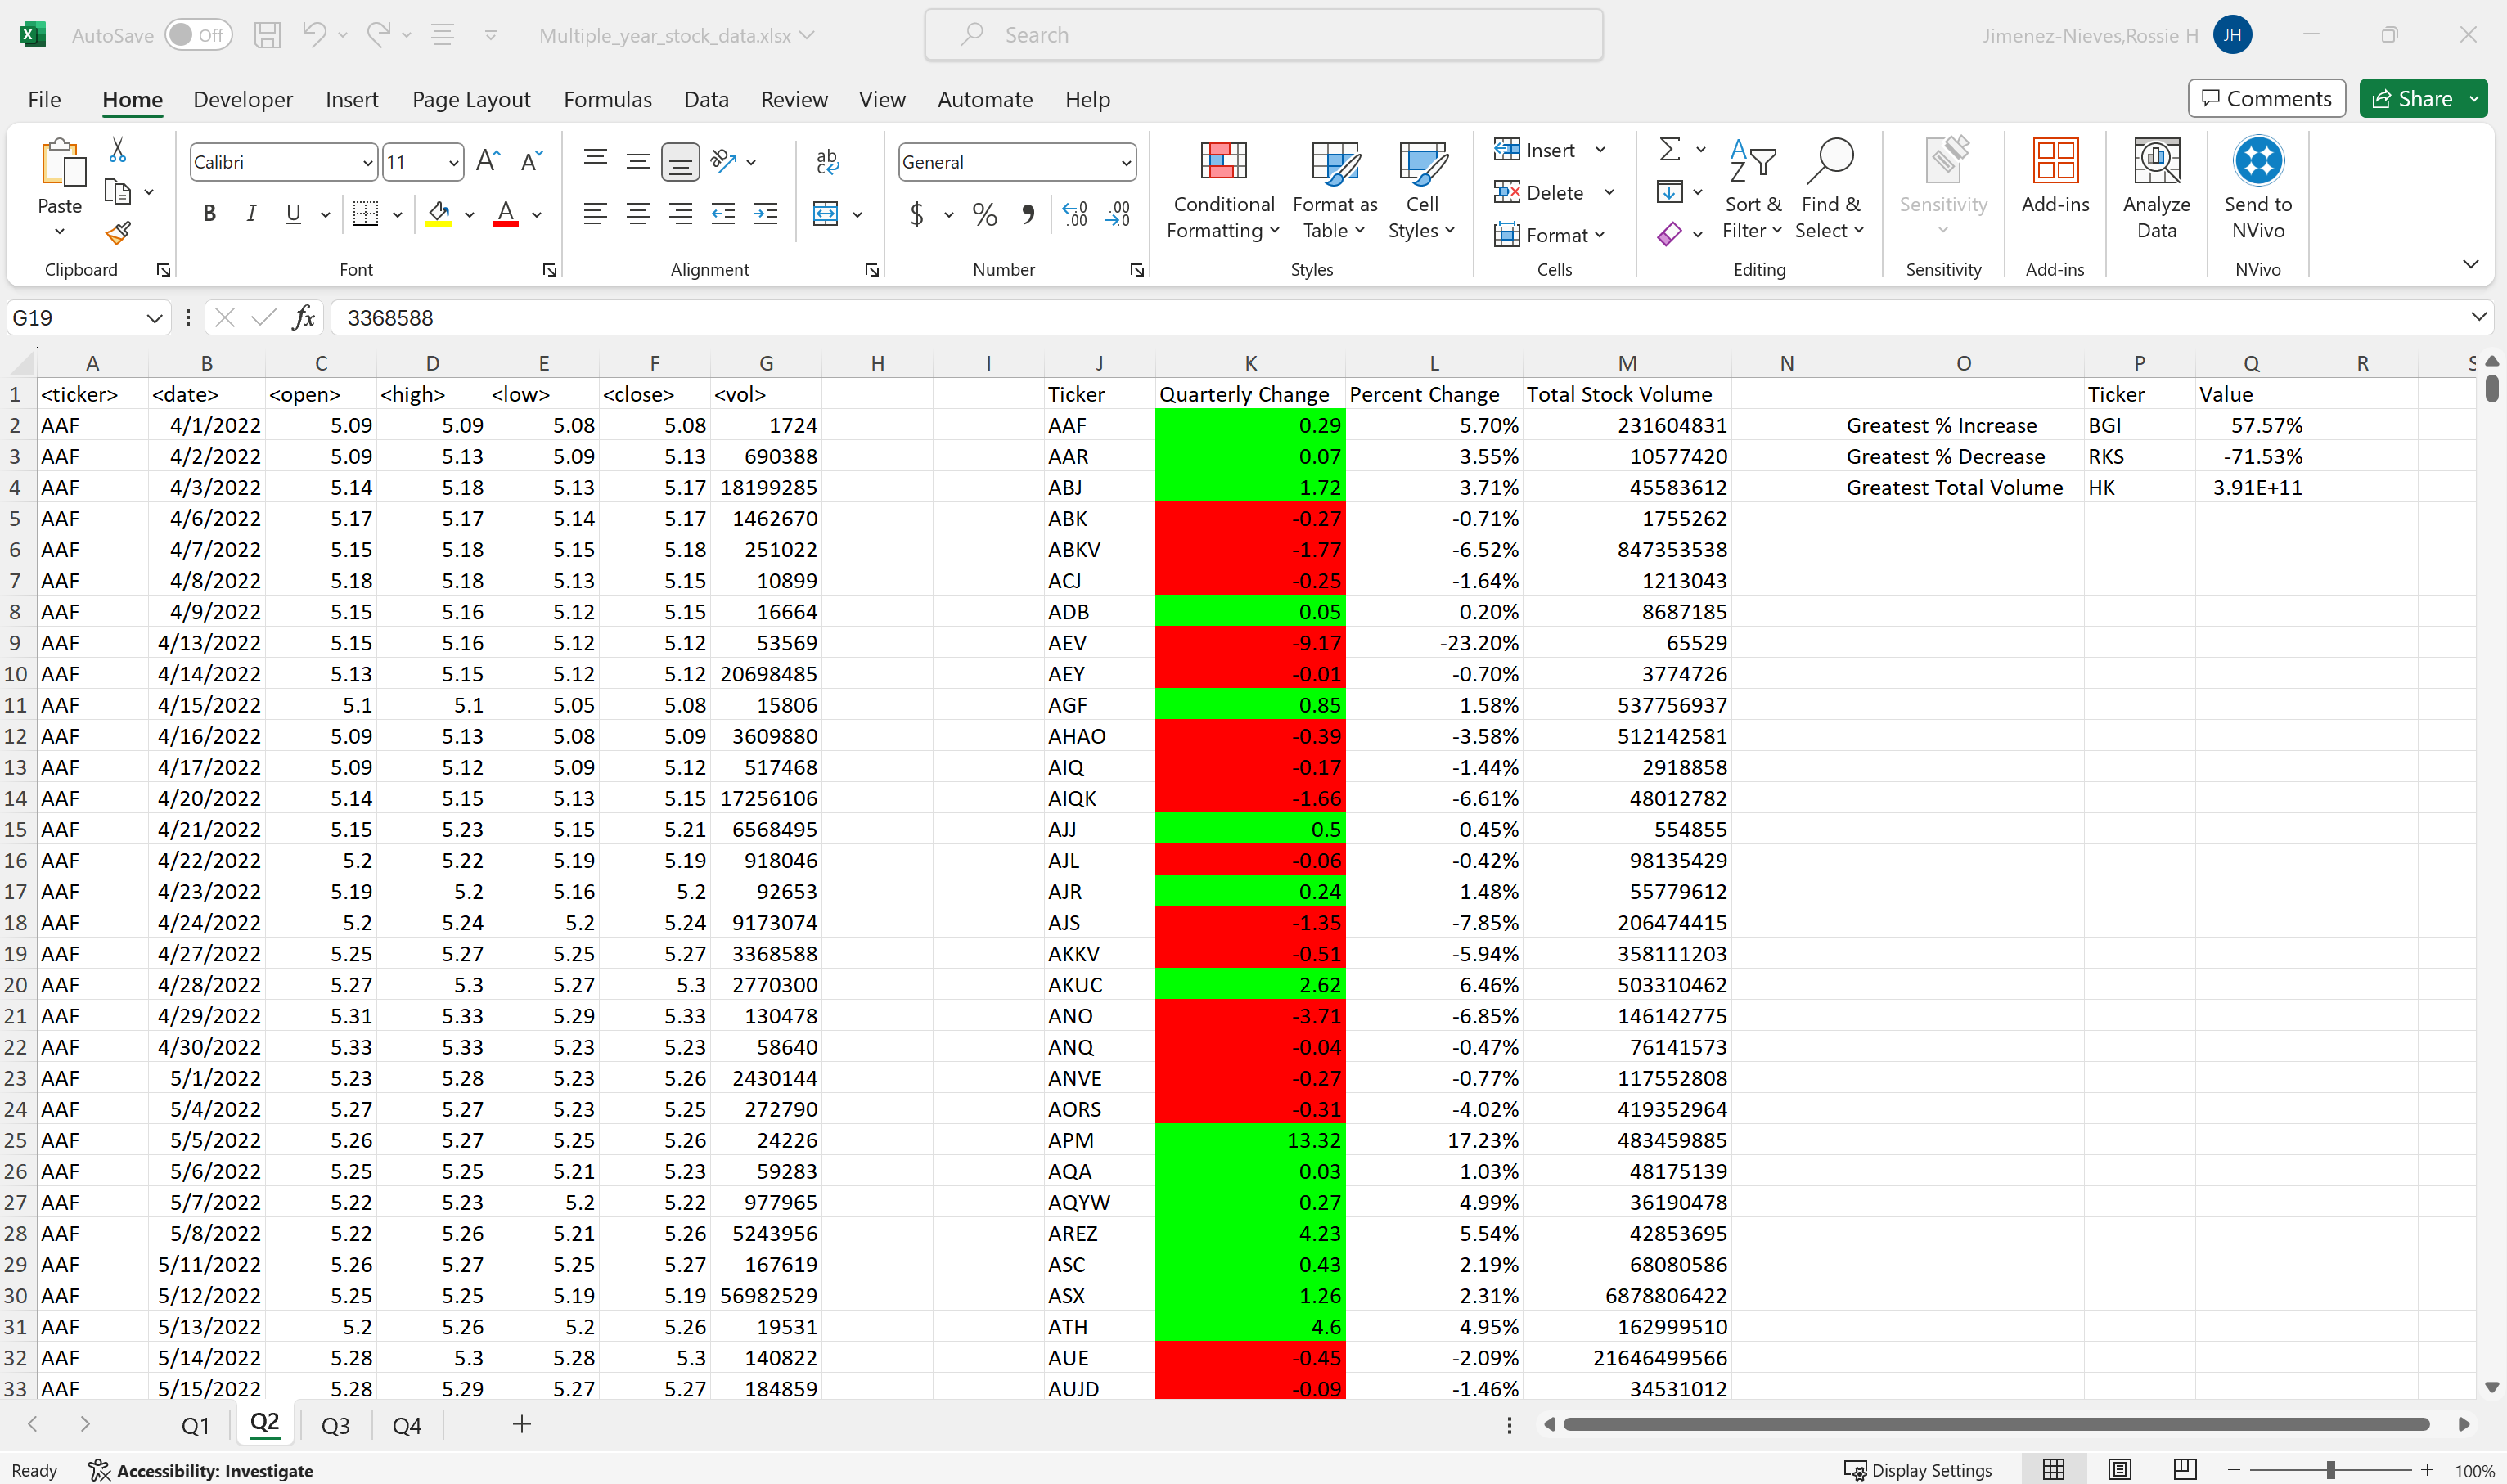 AutoSave Off Multiple_year_stock_data.xlsx Search Jimenez-Nieves,Rossie H JH
File Home Developer Insert Page Layout Formulas Data Review View Automate Help Comments Share
Paste Calibri 11 General Conditional Formatting Format as Table Cell Styles Insert Delete Format Sort & Filter Find & Select Sensitivity Add-ins Analyze Data Send to NVivo
Clipboard Font Alignment Number Styles Cells Editing Sensitivity Add-ins NVivo
G19 fx 3368588
A B C D E F G H I J K L M N O P Q R S
1 <ticker> <date> <open> <high> <low> <close> <vol> Ticker Quarterly Change Percent Change Total Stock Volume Ticker Value
2 AAF 4/1/2022 5.09 5.09 5.08 5.08 1724 AAF 0.29 5.70% 231604831 Greatest % Increase BGI 57.57%
3 AAF 4/2/2022 5.09 5.13 5.09 5.13 690388 AAR 0.07 3.55% 10577420 Greatest % Decrease RKS -71.53%
4 AAF 4/3/2022 5.14 5.18 5.13 5.17 18199285 ABJ 1.72 3.71% 45583612 Greatest Total Volume HK 3.91E+11
5 AAF 4/6/2022 5.17 5.17 5.14 5.17 1462670 ABK -0.27 -0.71% 1755262
6 AAF 4/7/2022 5.15 5.18 5.15 5.18 251022 ABKV -1.77 -6.52% 847353538
7 AAF 4/8/2022 5.18 5.18 5.13 5.15 10899 ACJ -0.25 -1.64% 1213043
8 AAF 4/9/2022 5.15 5.16 5.12 5.15 16664 ADB 0.05 0.20% 8687185
9 AAF 4/13/2022 5.15 5.16 5.12 5.12 53569 AEV -9.17 -23.20% 65529
10 AAF 4/14/2022 5.13 5.15 5.12 5.12 20698485 AEY -0.01 -0.70% 3774726
11 AAF 4/15/2022 5.1 5.1 5.05 5.08 15806 AGF 0.85 1.58% 537756937
12 AAF 4/16/2022 5.09 5.13 5.08 5.09 3609880 AHAO -0.39 -3.58% 512142581
13 AAF 4/17/2022 5.09 5.12 5.09 5.12 517468 AIQ -0.17 -1.44% 2918858
14 AAF 4/20/2022 5.14 5.15 5.13 5.15 17256106 AIQK -1.66 -6.61% 48012782
15 AAF 4/21/2022 5.15 5.23 5.15 5.21 6568495 AJJ 0.5 0.45% 554855
16 AAF 4/22/2022 5.2 5.22 5.19 5.19 918046 AJL -0.06 -0.42% 98135429
17 AAF 4/23/2022 5.19 5.2 5.16 5.2 92653 AJR 0.24 1.48% 55779612
18 AAF 4/24/2022 5.2 5.24 5.2 5.24 9173074 AJS -1.35 -7.85% 206474415
19 AAF 4/27/2022 5.25 5.27 5.25 5.27 3368588 AKKV -0.51 -5.94% 358111203
20 AAF 4/28/2022 5.27 5.3 5.27 5.3 2770300 AKUC 2.62 6.46% 503310462
21 AAF 4/29/2022 5.31 5.33 5.29 5.33 130478 ANO -3.71 -6.85% 146142775
22 AAF 4/30/2022 5.33 5.33 5.23 5.23 58640 ANQ -0.04 -0.47% 76141573
23 AAF 5/1/2022 5.23 5.28 5.23 5.26 2430144 ANVE -0.27 -0.77% 117552808
24 AAF 5/4/2022 5.27 5.27 5.23 5.25 272790 AORS -0.31 -4.02% 419352964
25 AAF 5/5/2022 5.26 5.27 5.25 5.26 24226 APM 13.32 17.23% 483459885
26 AAF 5/6/2022 5.25 5.25 5.21 5.23 59283 AQA 0.03 1.03% 48175139
27 AAF 5/7/2022 5.22 5.23 5.2 5.22 977965 AQYW 0.27 4.99% 36190478
28 AAF 5/8/2022 5.22 5.26 5.21 5.26 5243956 AREZ 4.23 5.54% 42853695
29 AAF 5/11/2022 5.26 5.27 5.25 5.27 167619 ASC 0.43 2.19% 68080586
30 AAF 5/12/2022 5.25 5.25 5.19 5.19 56982529 ASX 1.26 2.31% 6878806422
31 AAF 5/13/2022 5.2 5.26 5.2 5.26 19531 ATH 4.6 4.95% 162999510
32 AAF 5/14/2022 5.28 5.3 5.28 5.3 140822 AUE -0.45 -2.09% 21646499566
33 AAF 5/15/2022 5.28 5.29 5.27 5.27 184859 AUJD -0.09 -1.46% 34531012
Q1 Q2 Q3 Q4
Ready Accessibility: Investigate Display Settings 100%